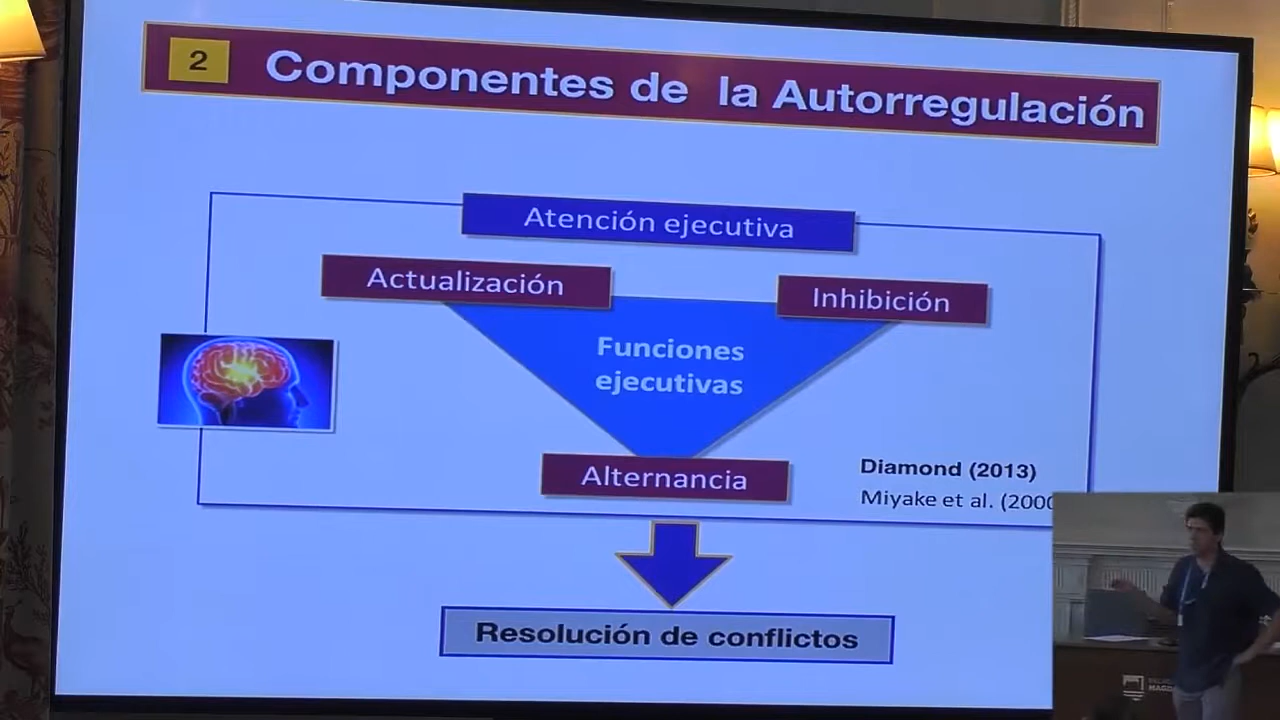 2
Componentes de la Autorregulación
Atención ejecutiva
Actualización
Inhibición
Funciones
ejecutivas
Alternancia
Diamond (2013)
Miyake et al. (2000
Resolución de conflictos